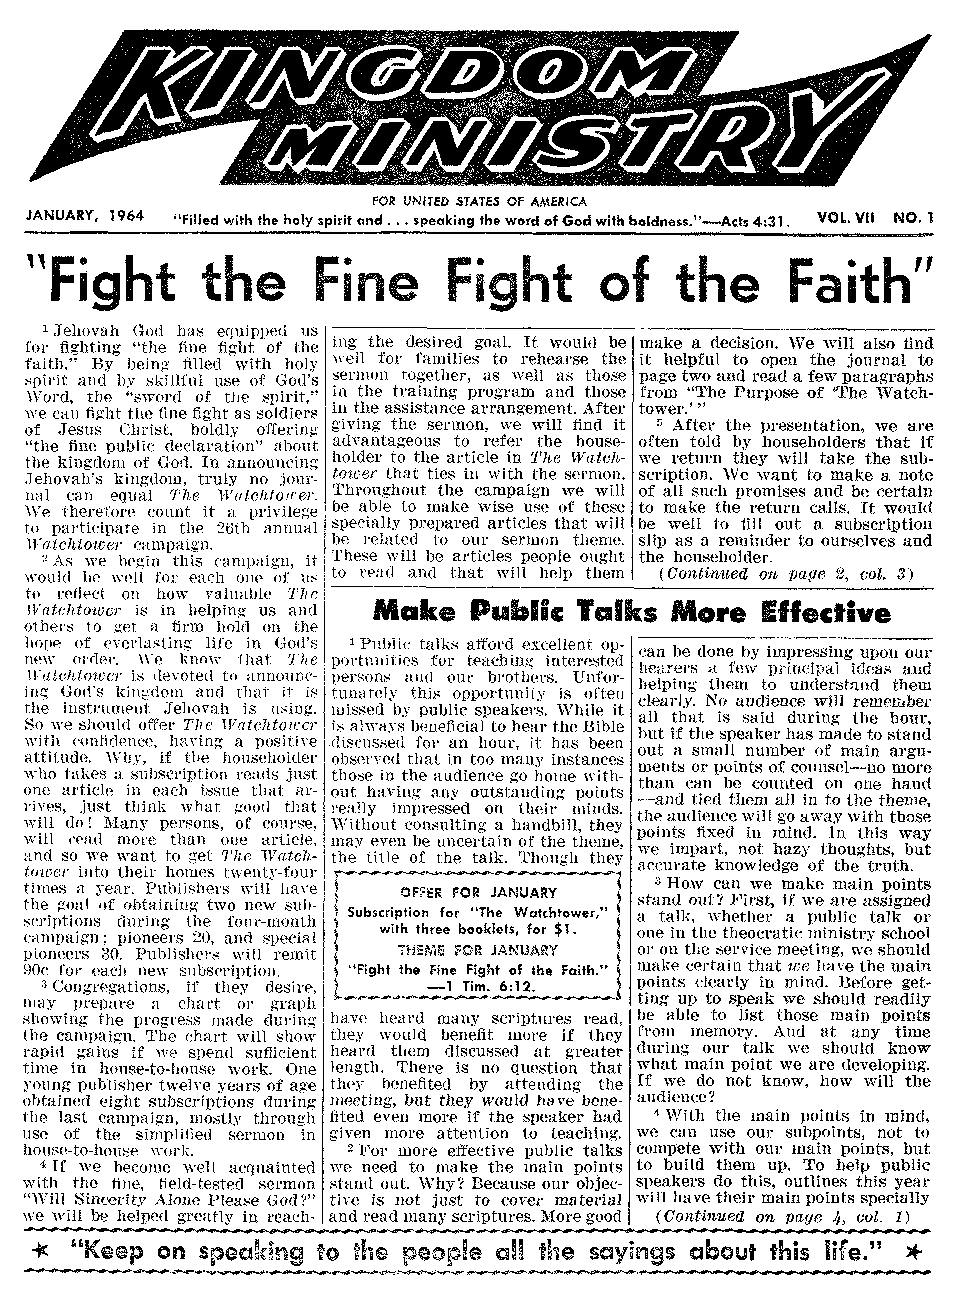 KINGDOM
MINISTRY
FOR UNITED STATES OF AMERICA
JANUARY, 1964 "Filled with the holy spirit and . . . speaking the word of God with boldness."—Acts 4:31. VOL. VII NO. 1
"Fight the Fine Fight of the Faith"
1 Jehovah God has equipped us
for fighting "the fine fight of the
faith." By being filled with holy
spirit and by skillful use of God's
Word, the "sword of the spirit,"
we can fight the fine fight as soldiers
of Jesus Christ, boldly offering
"the fine public declaration" about
the kingdom of God. In announcing
Jehovah's kingdom, truly no jour-
nal can equal The Watchtower.
We therefore count it a privilege
to participate in the 26th annual
Watchtower campaign.
2 As we begin this campaign, it
would be well for each one of us
to reflect on how valuable The
Watchtower is in helping us and
others to get a firm hold on the
hope of everlasting life in God's
new order. We know that The
Watchtower is devoted to announc-
ing God's kingdom and that it is
the instrument Jehovah is using.
So we should offer The Watchtower
with confidence, having a positive
attitude. Why, if the householder
who takes a subscription reads just
one article in each issue that ar-
rives, just think what good that
will do! Many persons, of course,
will read more than one article,
and so we want to get The Watch-
tower into their homes twenty-four
times a year. Publishers will have
the goal of obtaining two new sub-
scriptions during the four-month
campaign; pioneers 20, and special
pioneers 30. Publishers will remit
90c for each new subscription.
3 Congregations, if they desire,
may prepare a chart or graph
showing the progress made during
the campaign. The chart will show
rapid gains if we spend sufficient
time in house-to-house work. One
young publisher twelve years of age
obtained eight subscriptions during
the last campaign, mostly through
use of the simplified sermon in
house-to-house work.
4 If we become well acquainted
with the fine, field-tested sermon
"Will Sincerity Alone Please God?"
we will be helped greatly in reach-
ing the desired goal. It would be
well for families to rehearse the
sermon together, as well as those
in the training program and those
in the assistance arrangement. After
giving the sermon, we will find it
advantageous to refer the house-
holder to the article in The Watch-
tower that ties in with the sermon.
Throughout the campaign we will
be able to make wise use of these
specially prepared articles that will
be related to our sermon theme.
These will be articles people ought
to read and that will help them
make a decision. We will also find
it helpful to open the journal to
page two and read a few paragraphs
from "The Purpose of 'The Watch-
tower.' "
5 After the presentation, we are
often told by householders that if
we return they will take the sub-
scription. We want to make a note
of all such promises and be certain
to make the return calls. It would
be well to fill out a subscription
slip as a reminder to ourselves and
the householder.
(Continued on page 2, col. 3)
Make Public Talks More Effective
1 Public talks afford excellent op-
portunities for teaching interested
persons and our brothers. Unfor-
tunately this opportunity is often
missed by public speakers. While it
is always beneficial to hear the Bible
discussed for an hour, it has been
observed that in too many instances
those in the audience go home with-
out having any outstanding points
really impressed on their minds.
Without consulting a handbill, they
may even be uncertain of the theme,
the title of the talk. Though they
OFFER FOR JANUARY
Subscription for "The Watchtower,"
with three booklets, for $1.
THEME FOR JANUARY
"Fight the Fine Fight of the Faith."
—1 Tim. 6:12.
have heard many scriptures read,
they would benefit more if they
heard them discussed at greater
length. There is no question that
they benefited by attending the
meeting, but they would have bene-
fited even more if the speaker had
given more attention to teaching.
2 For more effective public talks
we need to make the main points
stand out. Why? Because our objec-
tive is not just to cover material
and read many scriptures. More good
can be done by impressing upon our
hearers a few principal ideas and
helping them to understand them
clearly. No audience will remember
all that is said during the hour,
but if the speaker has made to stand
out a small number of main argu-
ments or points of counsel—no more
than can be counted on one hand
—and tied them all in to the theme,
the audience will go away with those
points fixed in mind. In this way
we impart, not hazy thoughts, but
accurate knowledge of the truth.
3 How can we make main points
stand out? First, if we are assigned
a talk, whether a public talk or
one in the theocratic ministry school
or on the service meeting, we should
make certain that we have the main
points clearly in mind. Before get-
ting up to speak we should readily
be able to list those main points
from memory. And at any time
during our talk we should know
what main point we are developing.
If we do not know, how will the
audience?
4 With the main points in mind,
we can use our subpoints, not to
compete with our main points, but
to build them up. To help public
speakers do this, outlines this year
will have their main points specially
(Continued on page 4, col. 1)
★ "Keep on speaking to the people all the sayings about this life." ★